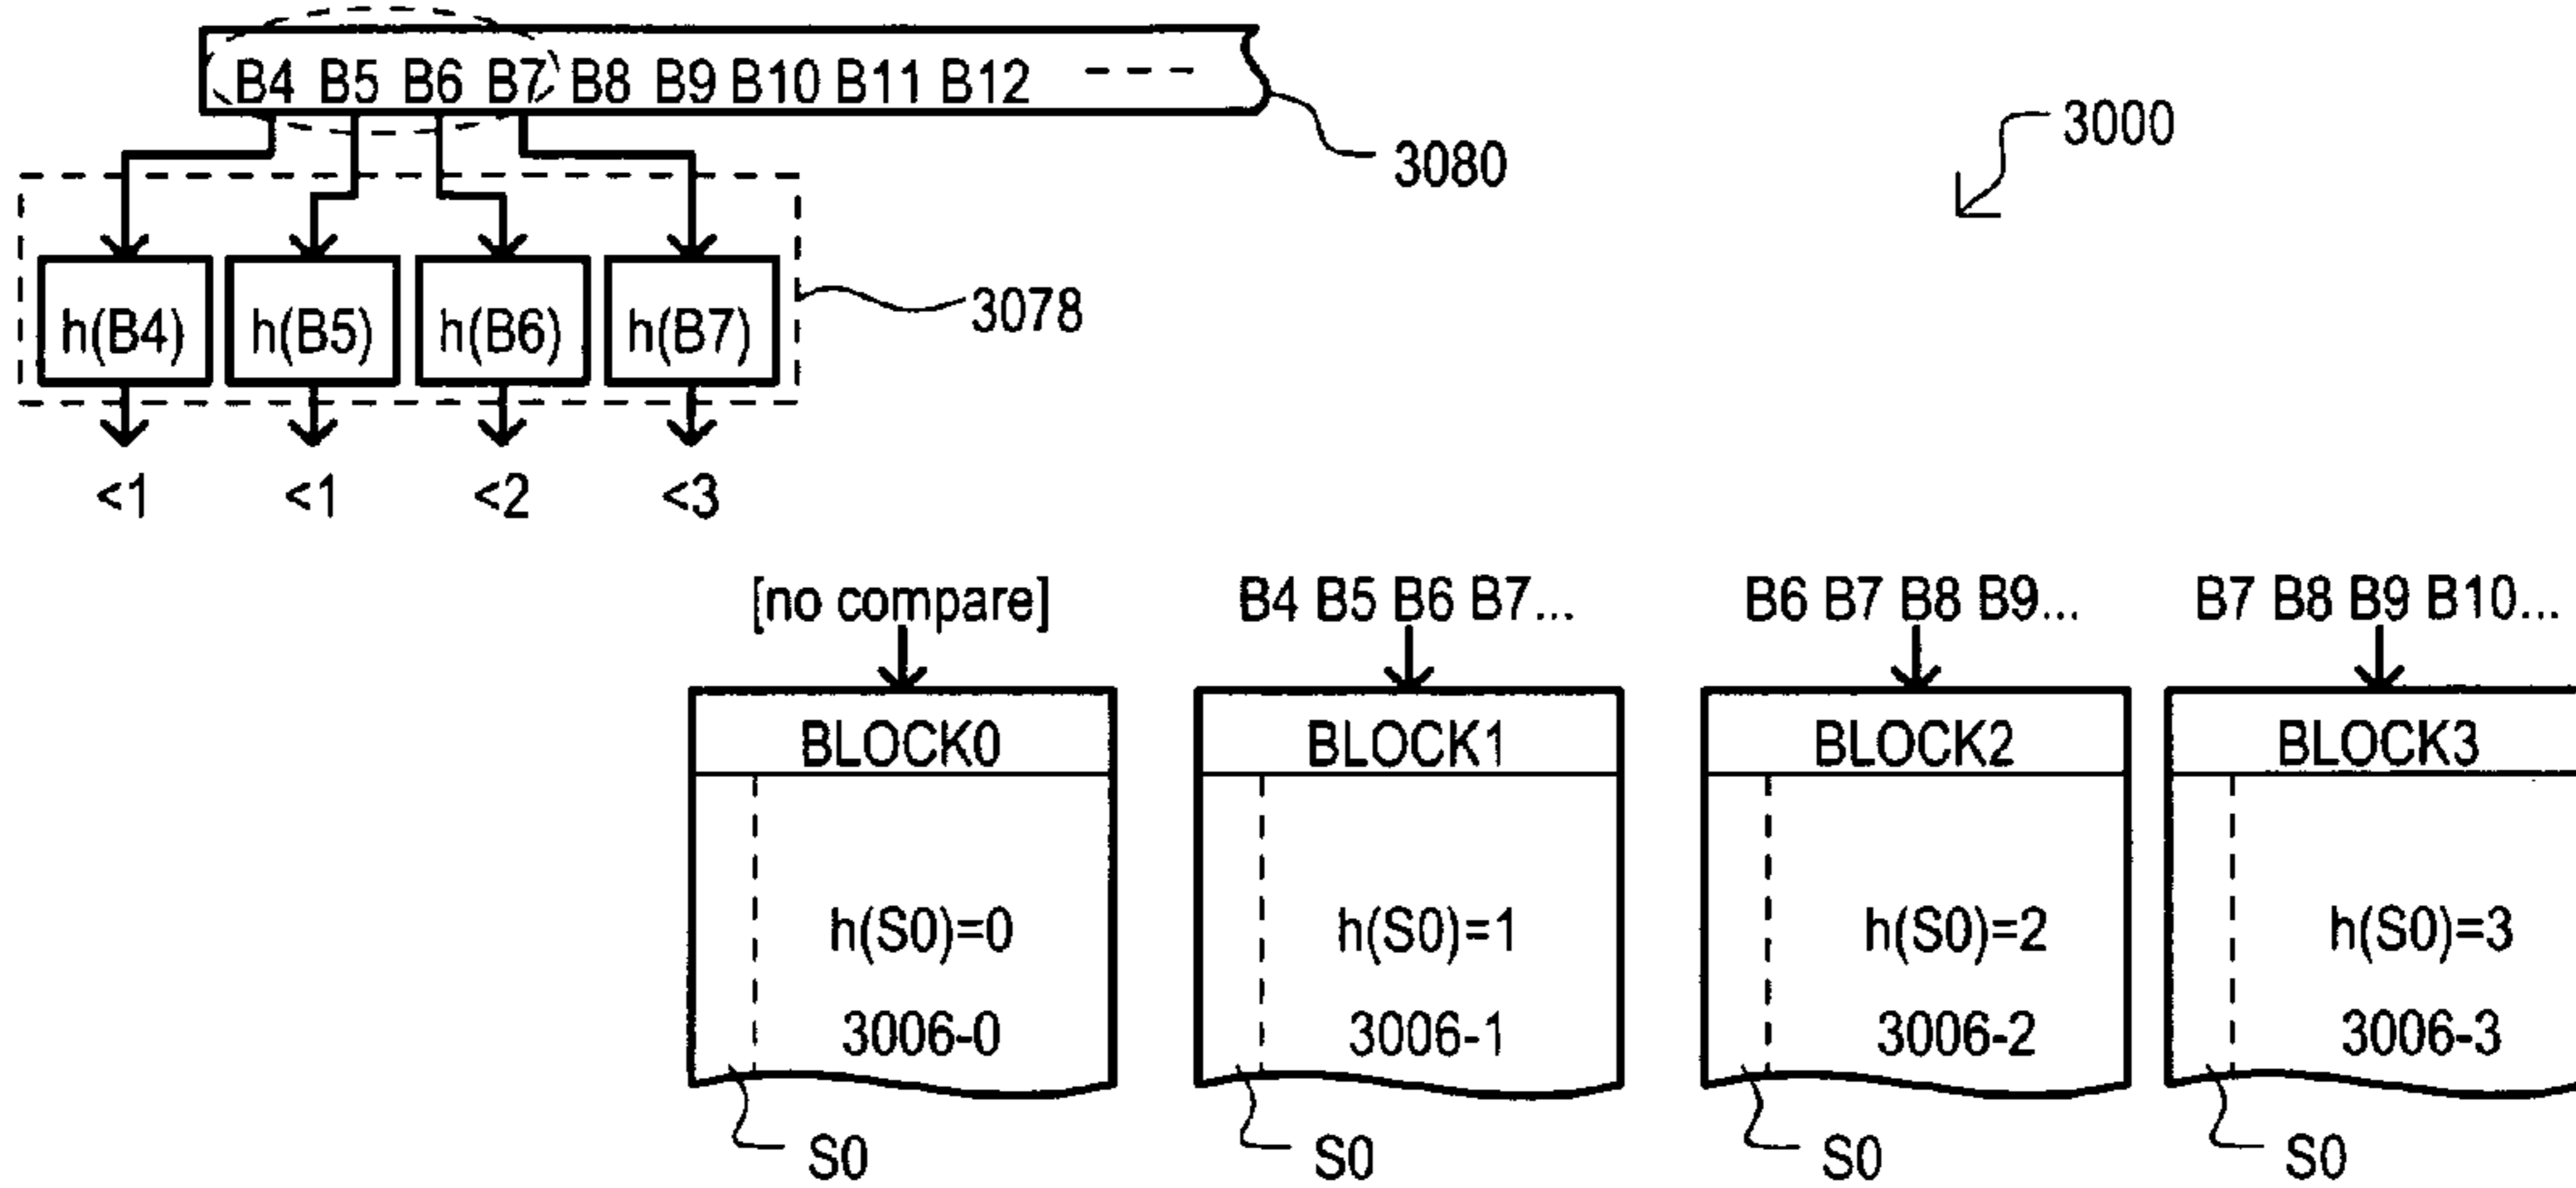 B4 B5 B6 B7 B8 B9 B10 B11 B12 ----
3080
3000
h(B4) h(B5) h(B6) h(B7)
3078
<1 <1 <2 <3
[no compare] B4 B5 B6 B7... B6 B7 B8 B9... B7 B8 B9 B10...
BLOCK0 BLOCK1 BLOCK2 BLOCK3
h(S0)=0 h(S0)=1 h(S0)=2 h(S0)=3
3006-0 3006-1 3006-2 3006-3
S0 S0 S0 S0